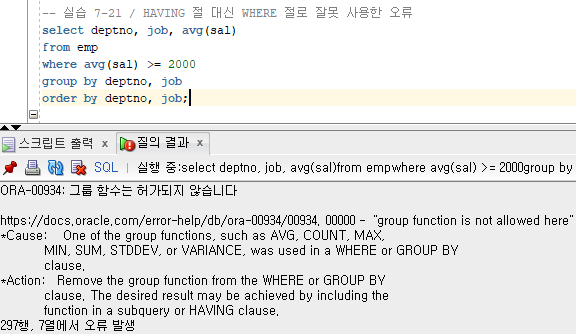 -- 실습 7-21 / HAVING 절 대신 WHERE 절로 잘못 사용한 오류
select deptno, job, avg(sal)
from emp
where avg(sal) >= 2000
group by deptno, job
order by deptno, job;
스크립트 출력 x 질의 결과 x
SQL | 실행 중:select deptno, job, avg(sal)from empwhere avg(sal) >= 2000group by
ORA-00934: 그룹 함수는 허가되지 않습니다
https://docs.oracle.com/error-help/db/ora-00934/00934. 00000 - "group function is not allowed here"
*Cause: One of the group functions, such as AVG, COUNT, MAX,
MIN, SUM, STDDEV, or VARIANCE, was used in a WHERE or GROUP BY
clause.
*Action: Remove the group function from the WHERE or GROUP BY
clause. The desired result may be achieved by including the
function in a subquery or HAVING clause.
297행, 7열에서 오류 발생